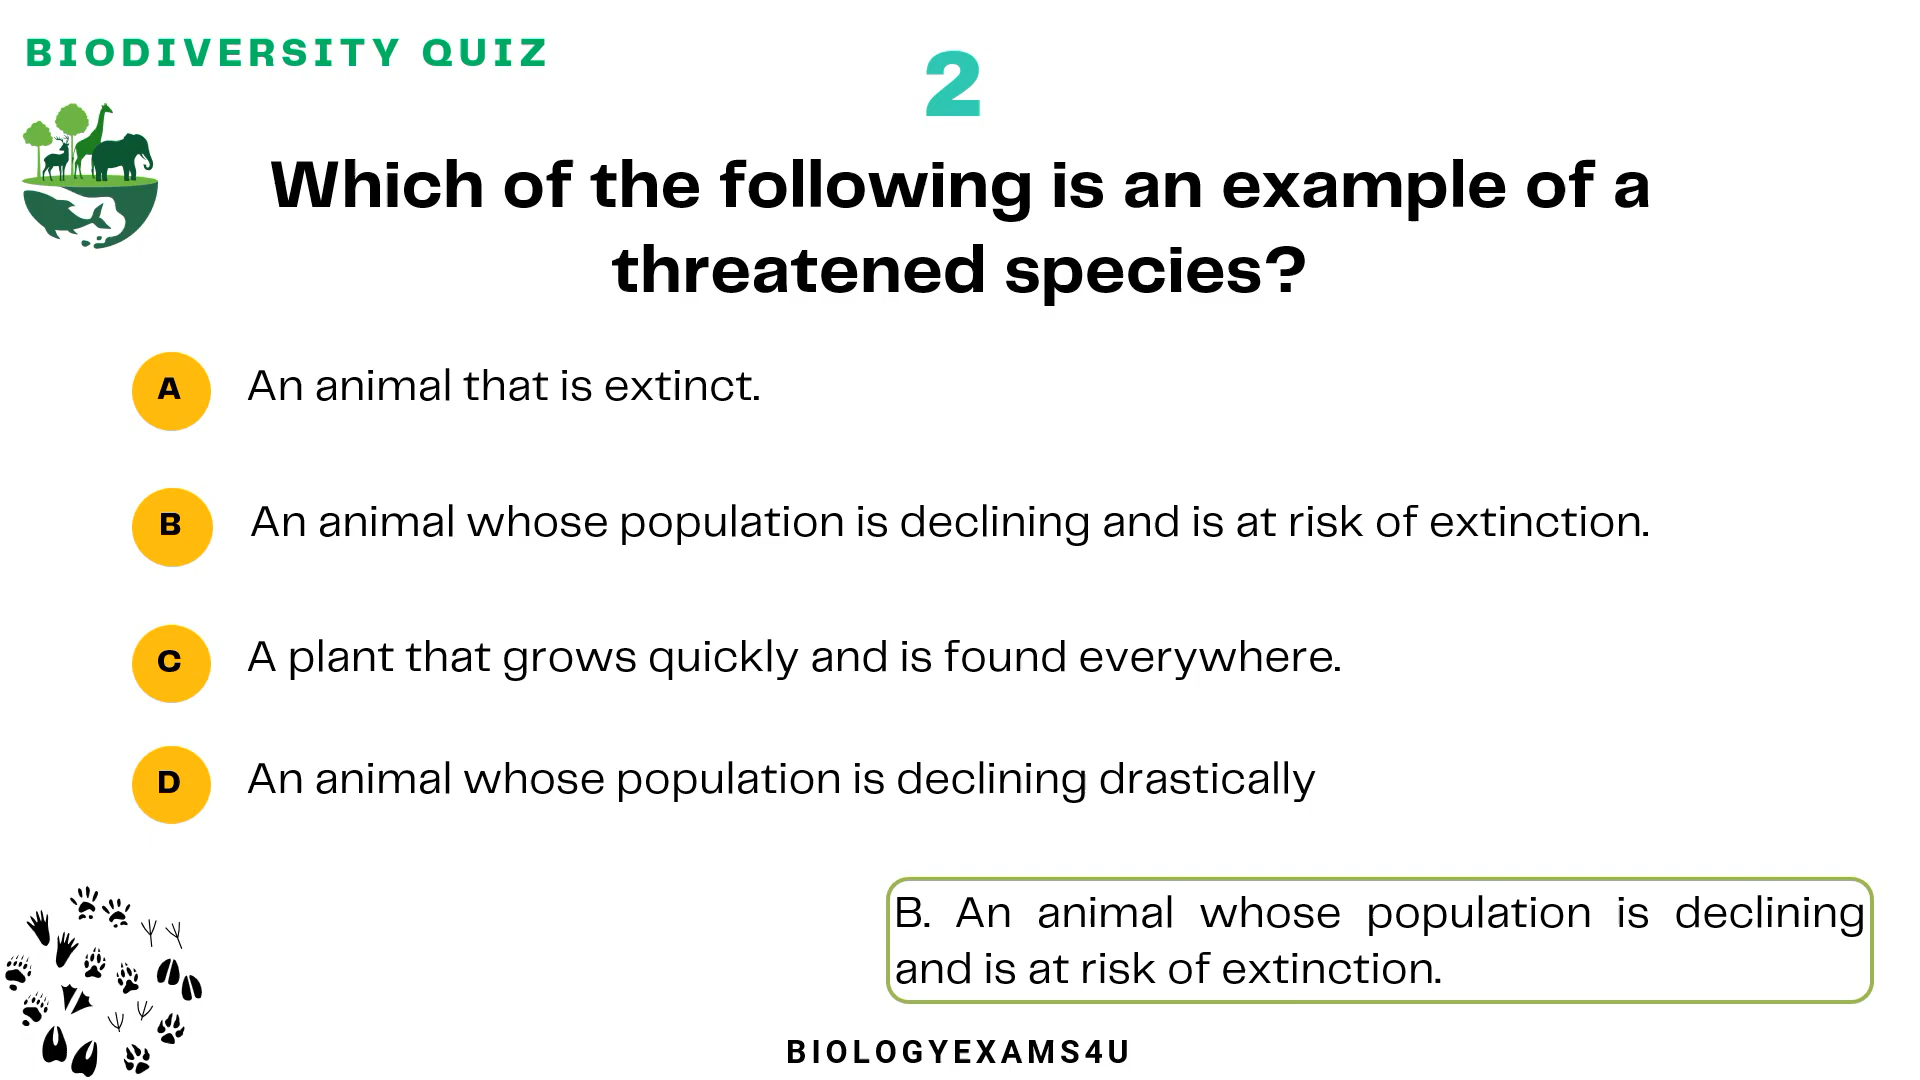 BIODIVERSITY QUIZ
2
Which of the following is an example of a
threatened species?
A An animal that is extinct.
B An animal whose population is declining and is at risk of extinction.
C A plant that grows quickly and is found everywhere.
D An animal whose population is declining drastically
B. An animal whose population is declining
and is at risk of extinction.
BIOLOGYEXAMS4U